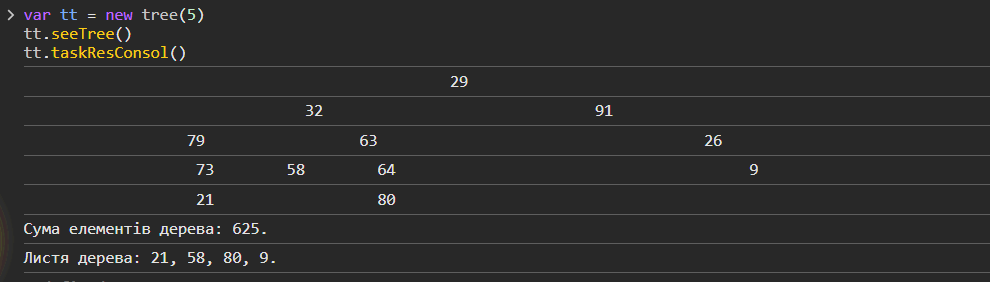 var tt = new tree(5)
tt.seeTree()
tt.taskResConsol()
29
32 91
79 63 26
73 58 64 9
21 80
Сума елементів дерева: 625.
Листя дерева: 21, 58, 80, 9.